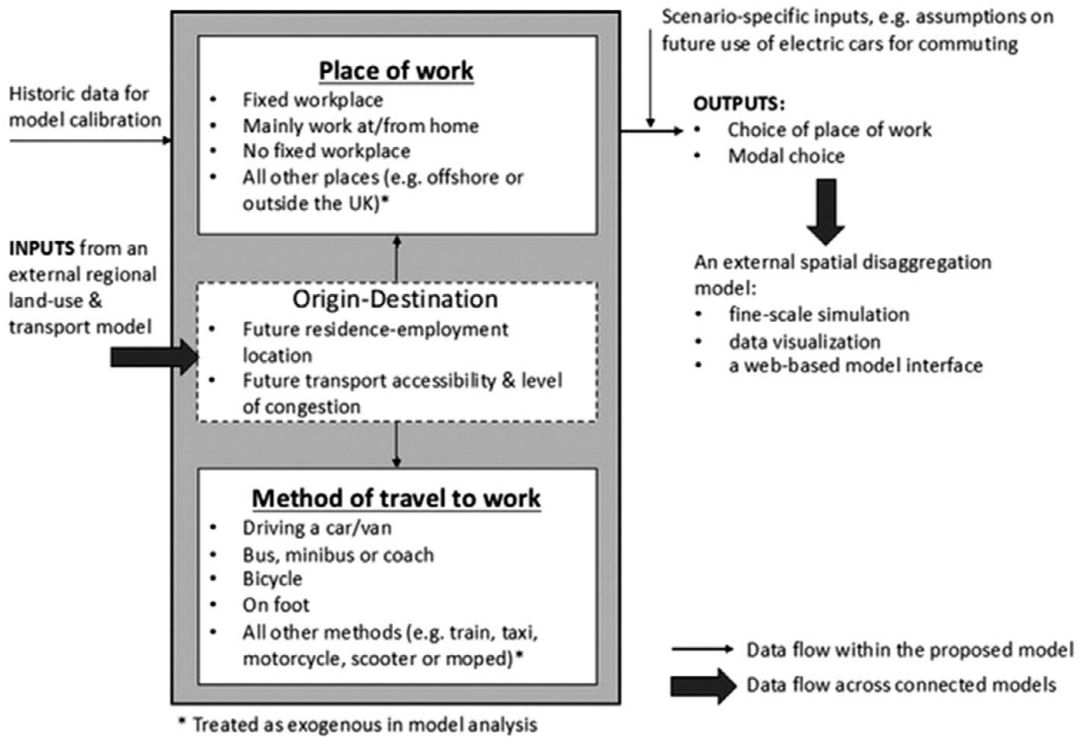 Historic data for
model calibration
INPUTS from an
external regional
land-use &
transport model
Place of work
• Fixed workplace
• Mainly work at/from home
• No fixed workplace
• All other places (e.g. offshore or
outside the UK)*
Origin-Destination
• Future residence-employment
location
• Future transport accessibility & level
of congestion
Method of travel to work
• Driving a car/van
• Bus, minibus or coach
• Bicycle
• On foot
• All other methods (e.g. train, taxi,
motorcycle, scooter or moped)*
* Treated as exogenous in model analysis
Scenario-specific inputs, e.g. assumptions on
future use of electric cars for commuting
OUTPUTS:
• Choice of place of work
• Modal choice
An external spatial disaggregation
model:
• fine-scale simulation
• data visualization
• a web-based model interface
Data flow within the proposed model
Data flow across connected models